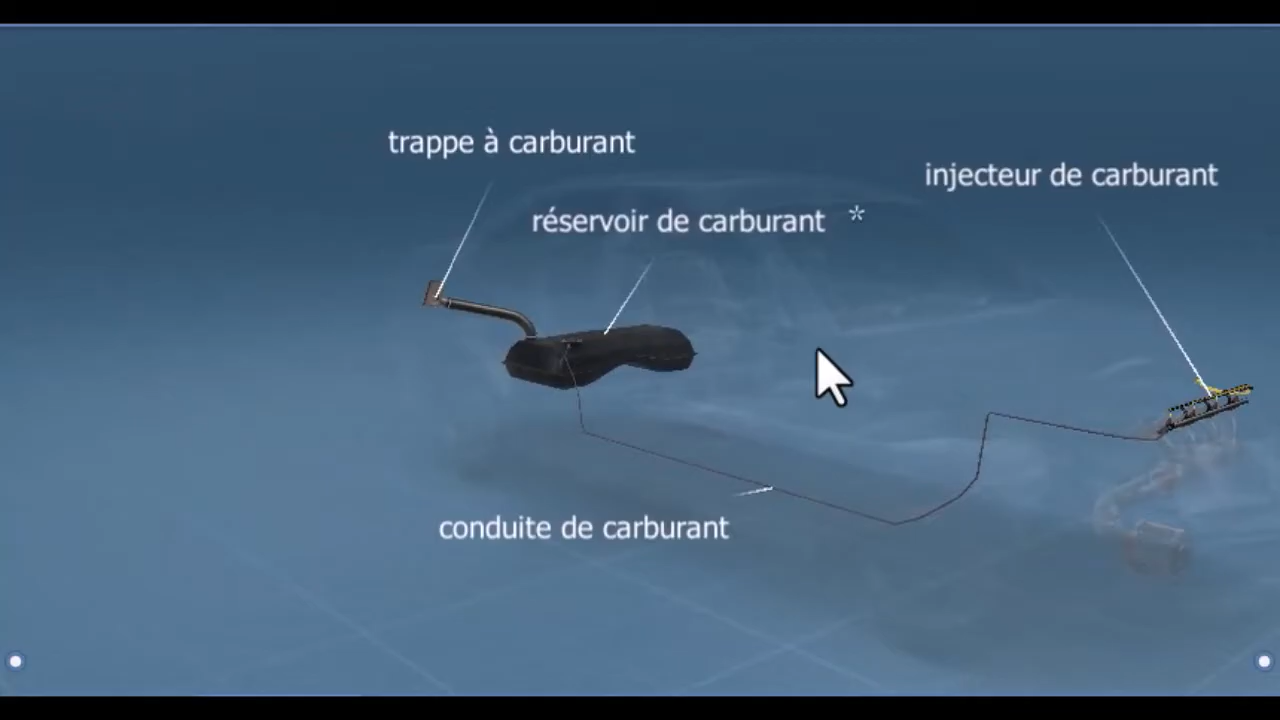 trappe à carburant
injecteur de carburant
réservoir de carburant *
conduite de carburant